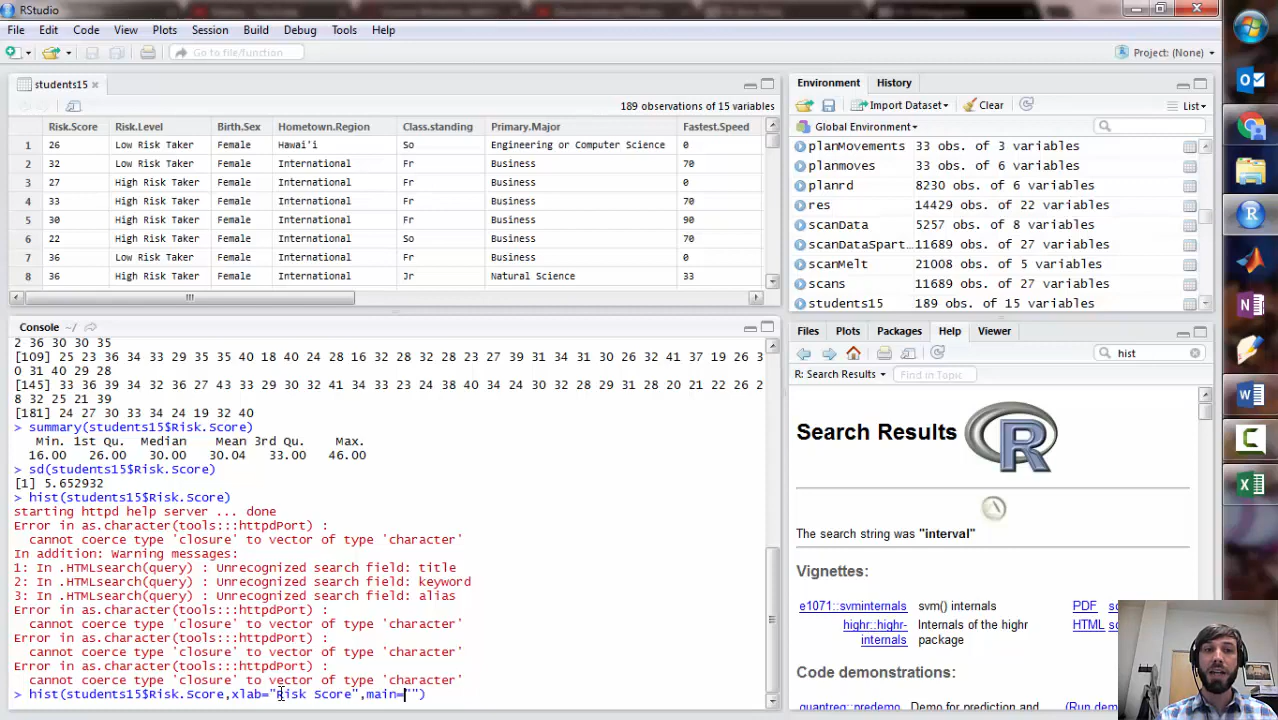 RStudio
File Edit View Plots Session Build Debug Tools Help
Go to file/function
Project: (None)
students15
189 observations of 15 variables
Risk.Score Risk.Level Birth.Sex Hometown.Region Class.standing Primary.Major Fastest.Speed
1 26 Low Risk Taker Female Hawai'i So Engineering or Computer Science 0
2 32 Low Risk Taker Female International Fr Business 70
3 27 High Risk Taker Female International Fr Business 0
4 33 High Risk Taker Female International Fr Business 70
5 30 High Risk Taker Female International Fr Business 90
6 22 High Risk Taker Female International So Business 70
7 36 Low Risk Taker Female International Fr Business 0
8 36 High Risk Taker Female International Jr Natural Science 33
Console ~/
2 36 30 30 35
[109] 25 23 36 34 33 29 35 35 40 18 40 24 28 16 32 28 32 23 27 39 31 34 31 30 26 32 41 37 19 26 3
0 31 40 29 28
[145] 33 36 39 34 32 36 27 43 33 29 30 32 41 34 33 23 24 38 40 34 24 30 28 29 31 28 20 21 22 26 2
8 32 25 21 39
[181] 24 27 30 33 34 24 19 32 40
> summary(students15$Risk.Score)
Min. 1st Qu. Median Mean 3rd Qu. Max.
16.00 26.00 30.00 30.04 33.00 46.00
> sd(students15$Risk.Score)
[1] 5.652932
> hist(students15$Risk.Score)
starting httpd help server ... done
Error in as.character(tools:::httpdPort) :
cannot coerce type 'closure' to vector of type 'character'
In addition: Warning messages:
1: In .HTMLsearch(query) : Unrecognized search field: title
2: In .HTMLsearch(query) : Unrecognized search field: keyword
3: In .HTMLsearch(query) : Unrecognized search field: alias
Error in as.character(tools:::httpdPort) :
cannot coerce type 'closure' to vector of type 'character'
Error in as.character(tools:::httpdPort) :
cannot coerce type 'closure' to vector of type 'character'
Error in as.character(tools:::httpdPort) :
cannot coerce type 'closure' to vector of type 'character'
> hist(students15$Risk.Score,xlab="Risk Score",main="")
Environment History
Import Dataset Clear List
Global Environment
planMovements 33 obs. of 3 variables
planmoves 33 obs. of 6 variables
planrd 8230 obs. of 6 variables
res 14429 obs. of 22 variables
scanData 5257 obs. of 8 variables
scanDataSpart… 11689 obs. of 27 variables
scanMelt 21008 obs. of 5 variables
scans 11689 obs. of 27 variables
students15 189 obs. of 15 variables
Files Plots Packages Help Viewer
hist
R: Search Results Find in Topic
Search Results R
The search string was "interval"
Vignettes:
e1071::svminternals svm() internals PDF
highr::highr-internals Internals of the highr package HTML
Code demonstrations:
quantreg::predemo Demo for prediction and (Run demo